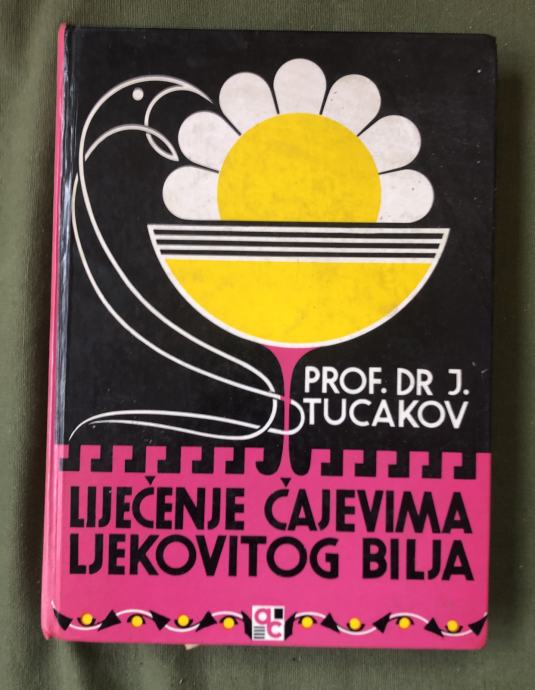 PROF. DR J.
TUCAKOV
LIJEČENJE ČAJEVIMA
LJEKOVITOG BILJA